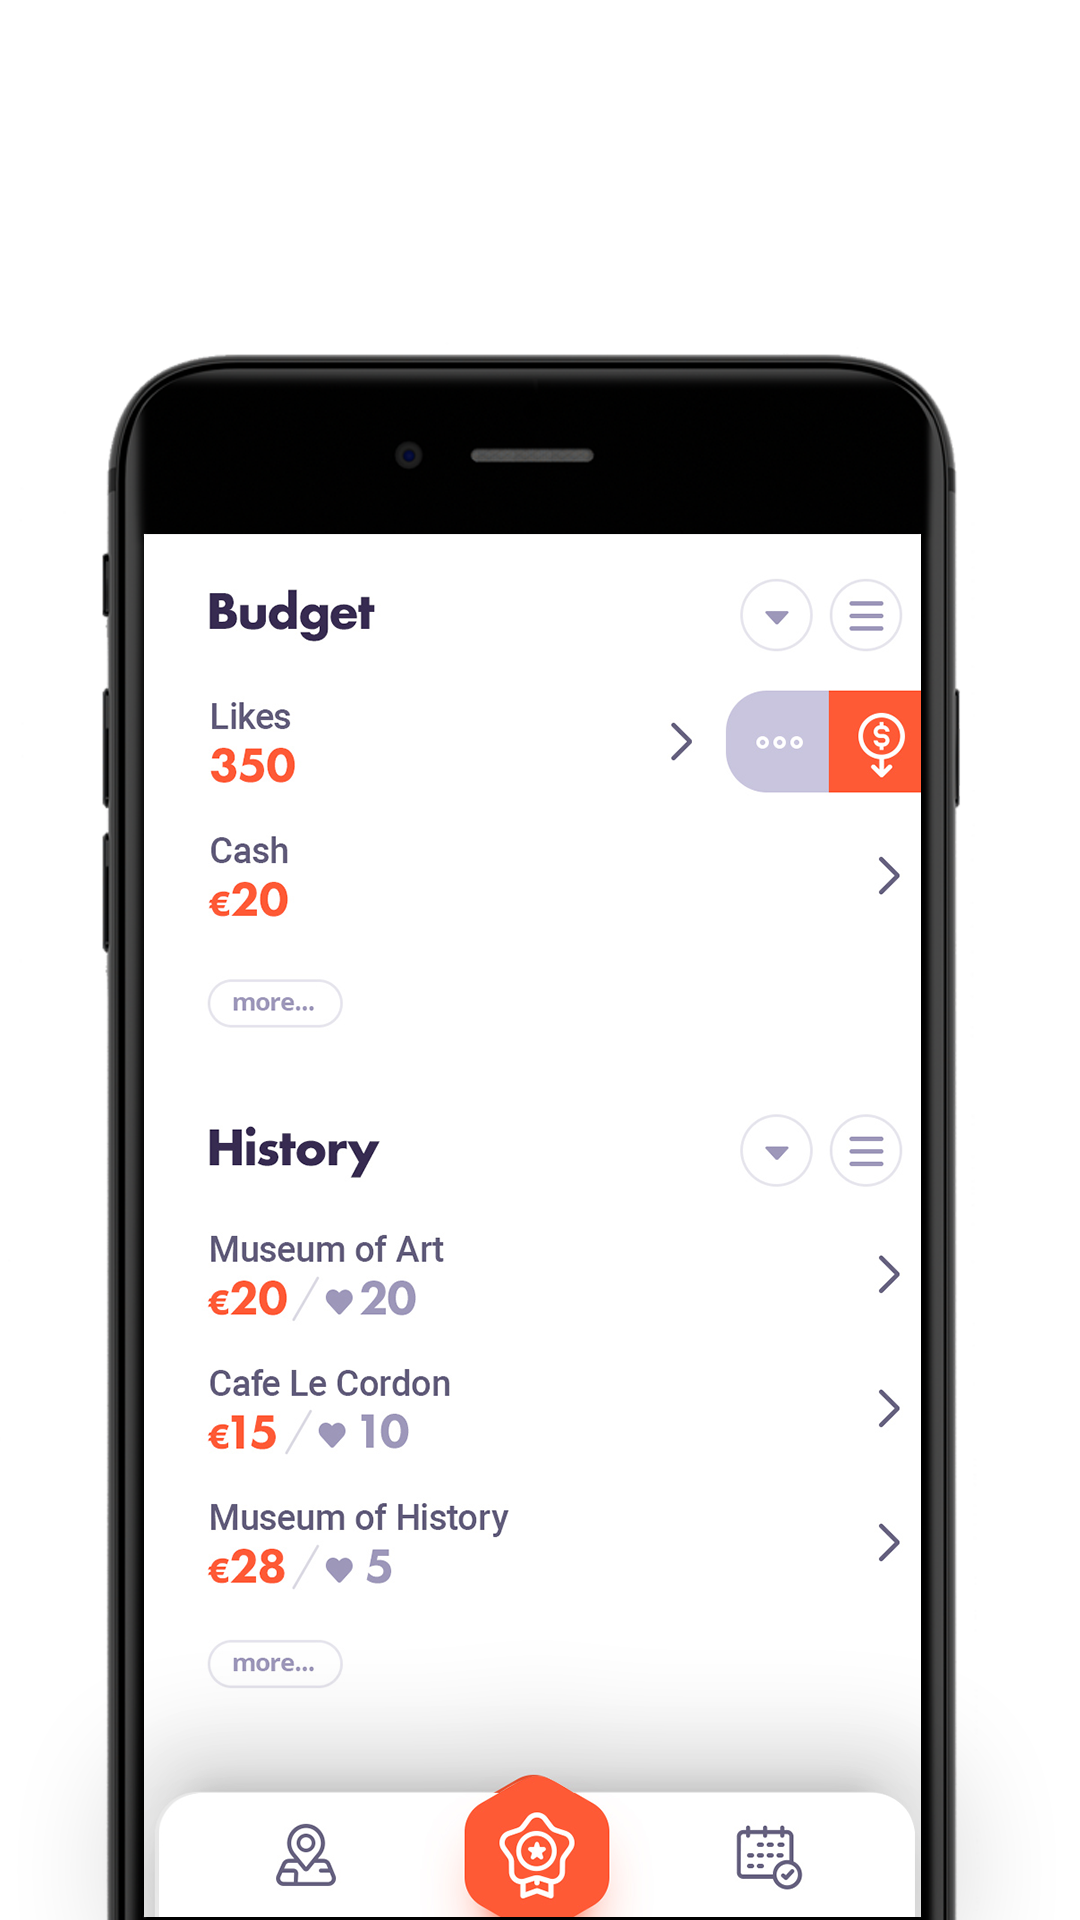 Budget
Likes
350
$
Cash
€20
more...
History
Museum of Art
€20 / 20
Cafe Le Cordon
€15 / 10
Museum of History
€28 / 5
more...